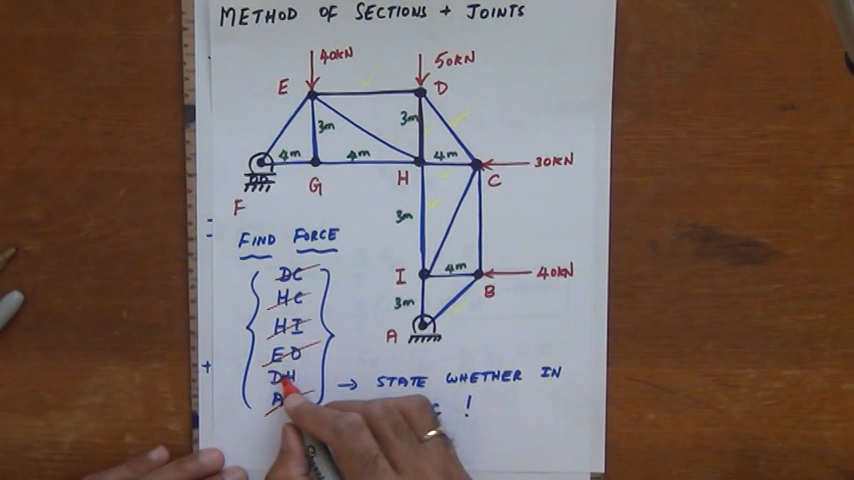 METHOD OF SECTIONS + JOINTS
40KN
50KN
E
D
3m
3m
4m
4m
4m
30KN
F
G
H
C
3m
FIND FORCE
DC
I
4m
40KN
HC
B
3m
HI
A
ED
DH
→ STATE WHETHER IN
A
!